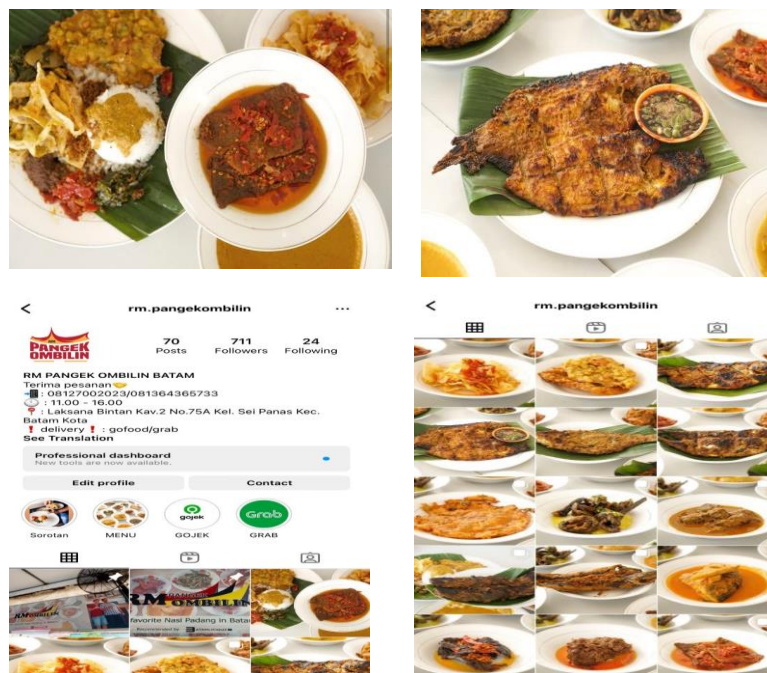 rm.pangekombilin
PANGEK
OMBILIN
70
Posts
711
Followers
24
Following
RM PANGEK OMBILIN BATAM
Terima pesanan🤝
📲: 08127002023/081364365733
🕚 : 11.00 - 16.00
📍 : Laksana Bintan Kav.2 No.75A Kel. Sei Panas Kec.
Batam Kota
❗ delivery❗ : gofood/grab
See Translation
Professional dashboard
New tools are now available.
Edit profile
Contact
gojek
Grab
Sorotan
MENU
GOJEK
GRAB
RM OMBILIN
favorite Nasi Padang in Bata
rm.pangekombilin